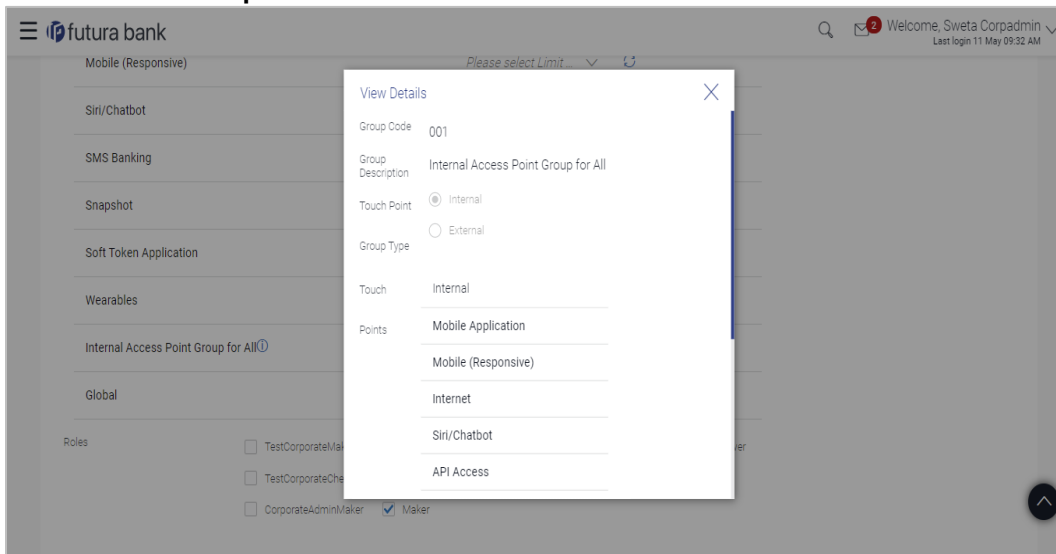 futura bank
2
Welcome, Sweta Corpadmin
Last login 11 May 09:32 AM
Mobile (Responsive)
Please select Limit ...
Siri/Chatbot
SMS Banking
Snapshot
Soft Token Application
Wearables
Internal Access Point Group for All
Global
Roles
TestCorporateMa
TestCorporateChe
CorporateAdminMaker
Maker
View Details
Group Code
001
Group
Description
Internal Access Point Group for All
Touch Point
Internal
External
Group Type
Touch
Points
Internal
Mobile Application
Mobile (Responsive)
Internet
Siri/Chatbot
API Access